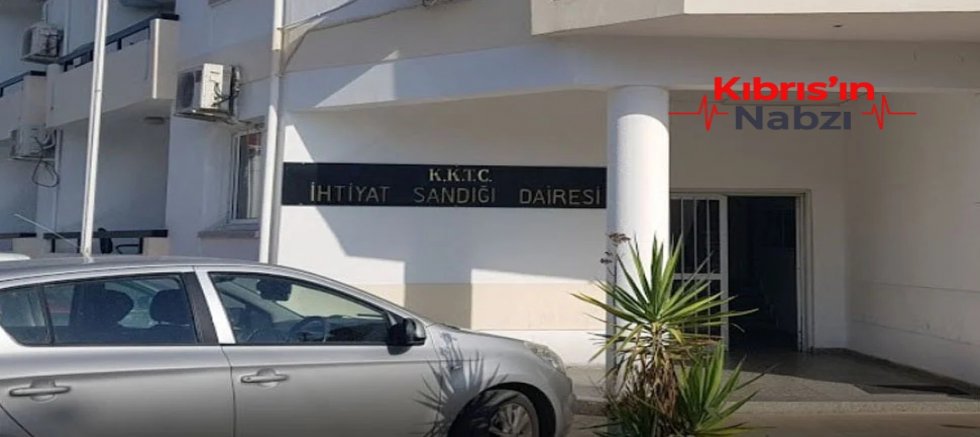 Kıbrıs'ın
Nabzı
K.K.T.C.
İHTİYAT SANDIĞI DAİRESİ